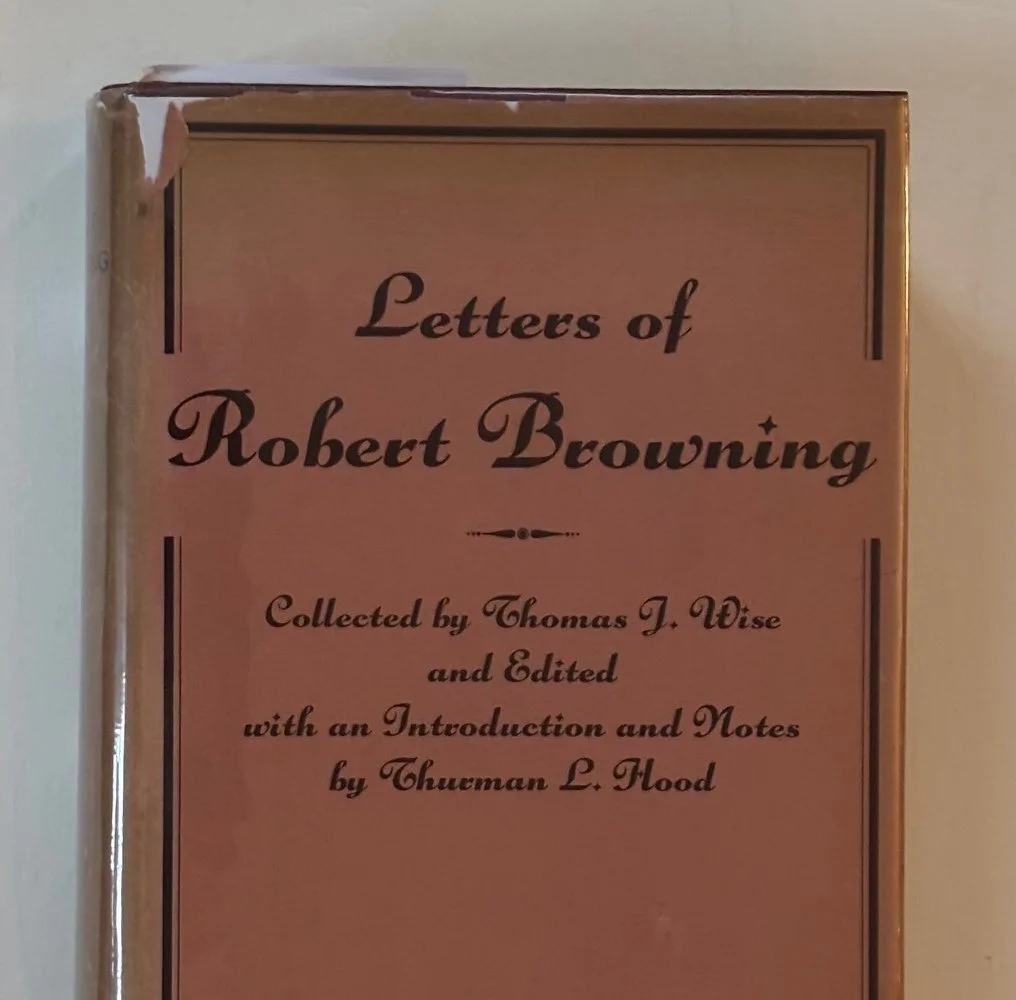 Letters of
Robert Browning
Collected by Thomas J. Wise
and Edited
with an Introduction and Notes
by Thurman L. Hood